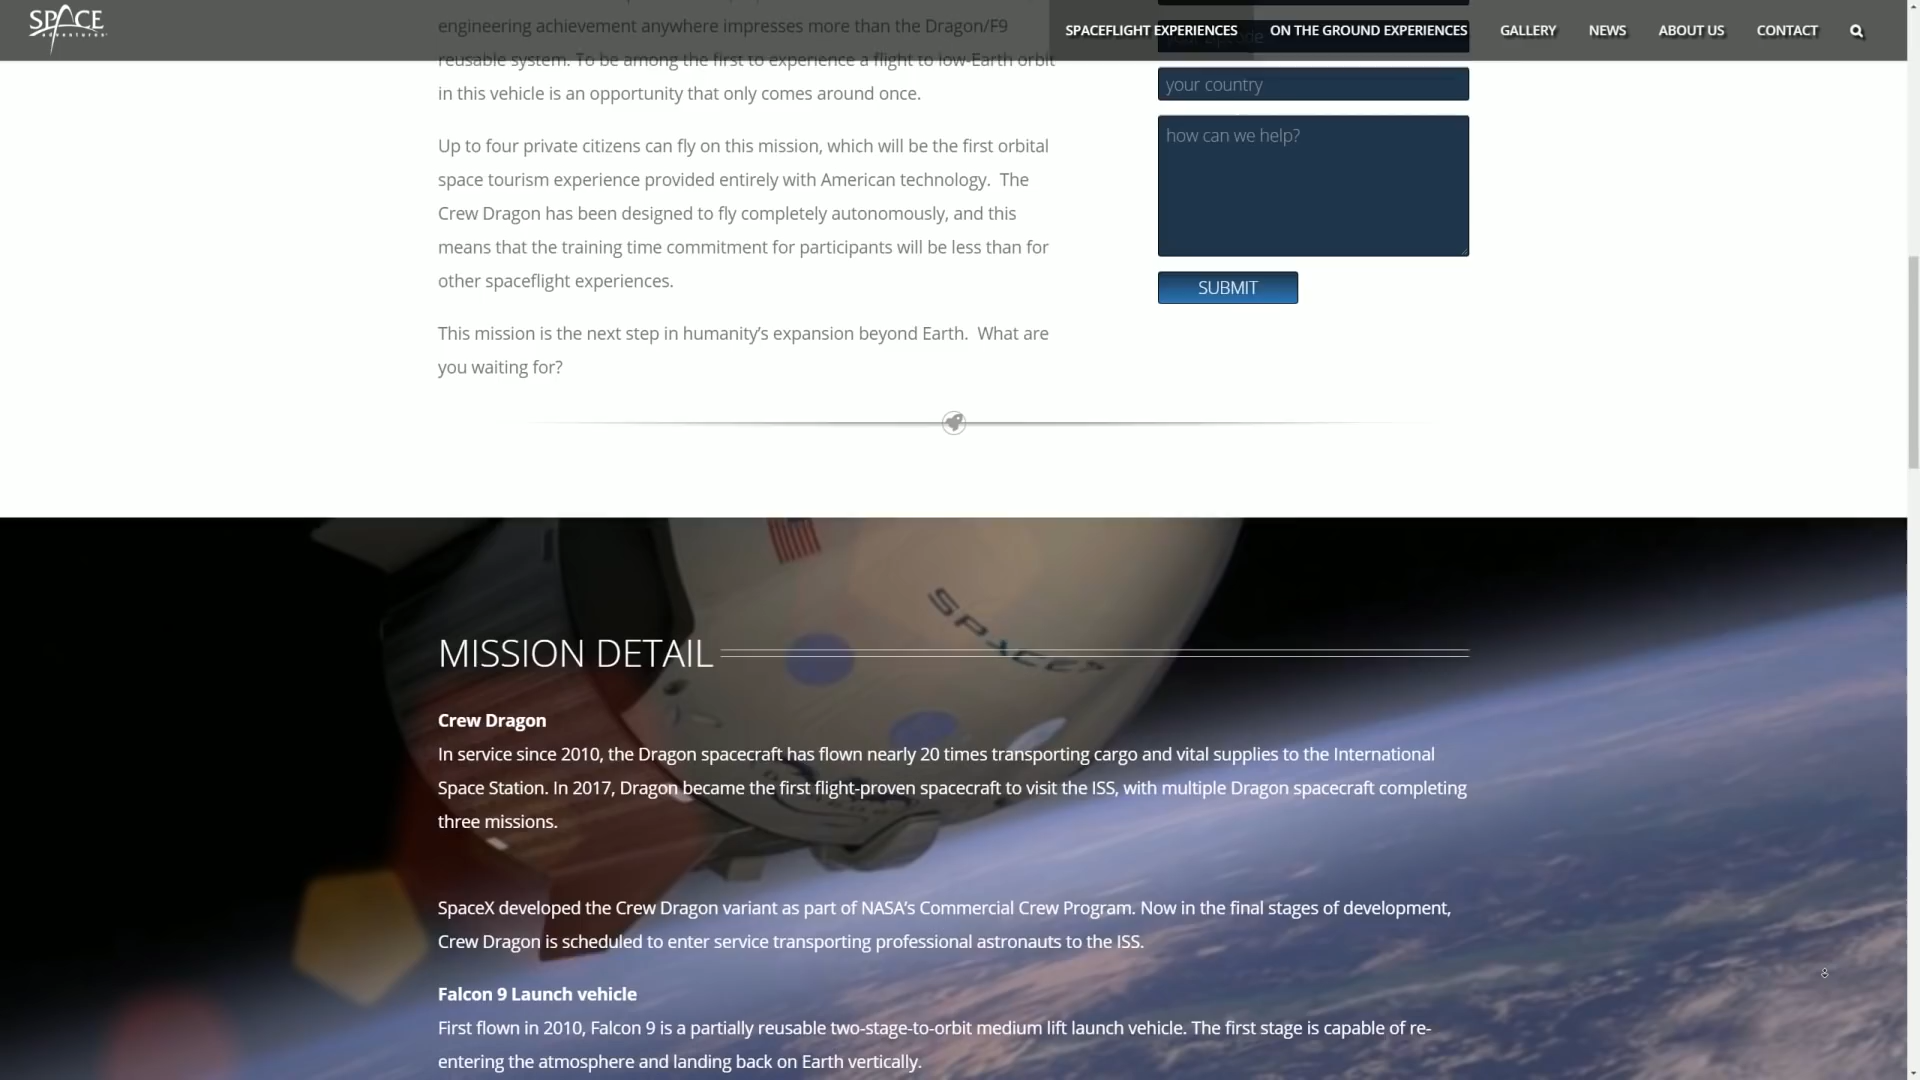 SPACE
adventures
SPACEFLIGHT EXPERIENCES
ON THE GROUND EXPERIENCES
GALLERY
NEWS
ABOUT US
CONTACT
engineering achievement anywhere impresses more than the Dragon/F9
reusable system. To be among the first to experience a flight to low-Earth orbit
in this vehicle is an opportunity that only comes around once.
Up to four private citizens can fly on this mission, which will be the first orbital
space tourism experience provided entirely with American technology. The
Crew Dragon has been designed to fly completely autonomously, and this
means that the training time commitment for participants will be less than for
other spaceflight experiences.
This mission is the next step in humanity’s expansion beyond Earth. What are
you waiting for?
your country
how can we help?
SUBMIT
SPACEX
MISSION DETAIL
Crew Dragon
In service since 2010, the Dragon spacecraft has flown nearly 20 times transporting cargo and vital supplies to the International
Space Station. In 2017, Dragon became the first flight-proven spacecraft to visit the ISS, with multiple Dragon spacecraft completing
three missions.
SpaceX developed the Crew Dragon variant as part of NASA’s Commercial Crew Program. Now in the final stages of development,
Crew Dragon is scheduled to enter service transporting professional astronauts to the ISS.
Falcon 9 Launch vehicle
First flown in 2010, Falcon 9 is a partially reusable two-stage-to-orbit medium lift launch vehicle. The first stage is capable of re-
entering the atmosphere and landing back on Earth vertically.